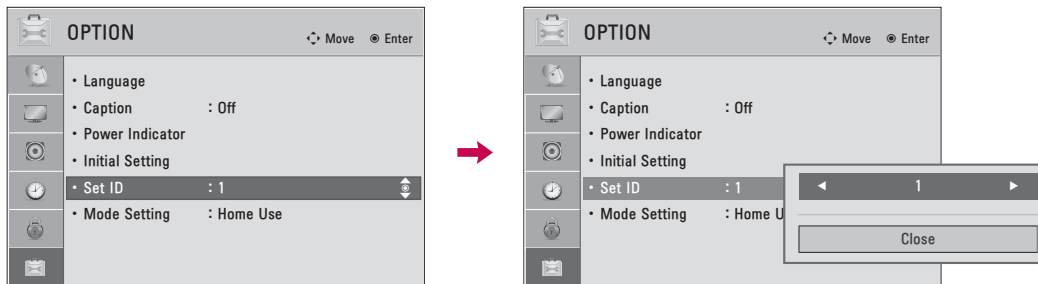 OPTION
Move Enter
• Language
• Caption : Off
• Power Indicator
• Initial Setting
• Set ID : 1
• Mode Setting : Home Use
OPTION
Move Enter
• Language
• Caption : Off
• Power Indicator
• Initial Setting
• Set ID : 1
• Mode Setting : Home U
◄ 1 ►
Close